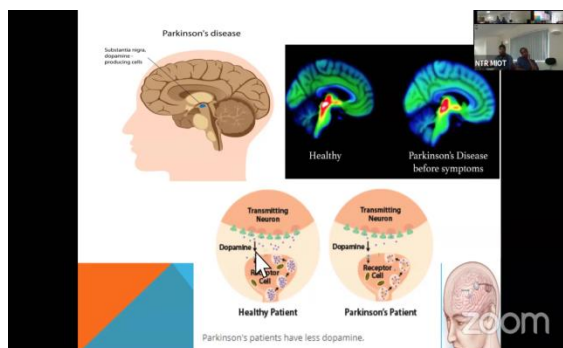 Parkinson's disease
Substantia nigra,
dopamine -
producing cells
NTR MIOT
Healthy
Parkinson's Disease
before symptoms
Transmitting
Neuron
Dopamine
Receptor
Cell
Healthy Patient
Transmitting
Neuron
Dopamine
Receptor
Cell
Parkinson's Patient
Parkinson's patients have less dopamine.
zoom